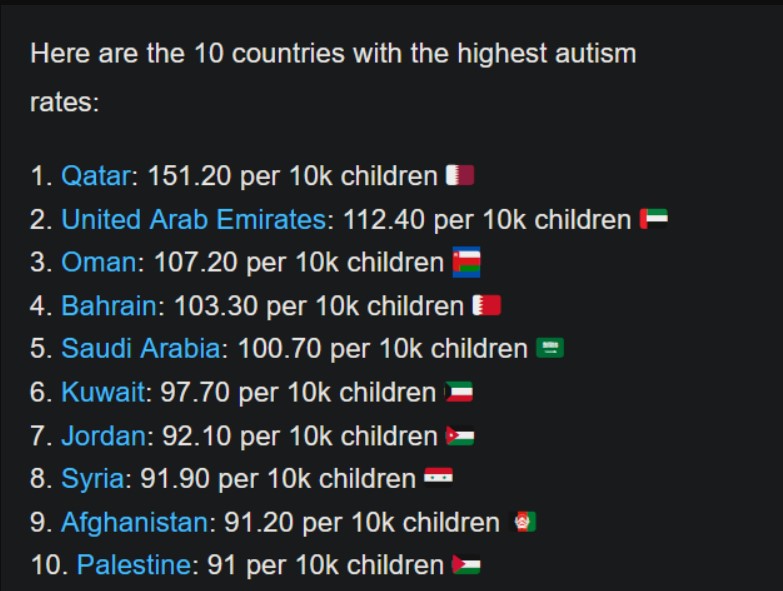 Here are the 10 countries with the highest autism
rates:
1. Qatar: 151.20 per 10k children 🇶🇦
2. United Arab Emirates: 112.40 per 10k children 🇦🇪
3. Oman: 107.20 per 10k children 🇴🇲
4. Bahrain: 103.30 per 10k children 🇧🇭
5. Saudi Arabia: 100.70 per 10k children 🇸🇦
6. Kuwait: 97.70 per 10k children 🇰🇼
7. Jordan: 92.10 per 10k children 🇯🇴
8. Syria: 91.90 per 10k children 🇸🇾
9. Afghanistan: 91.20 per 10k children 🇦🇫
10. Palestine: 91 per 10k children 🇵🇸